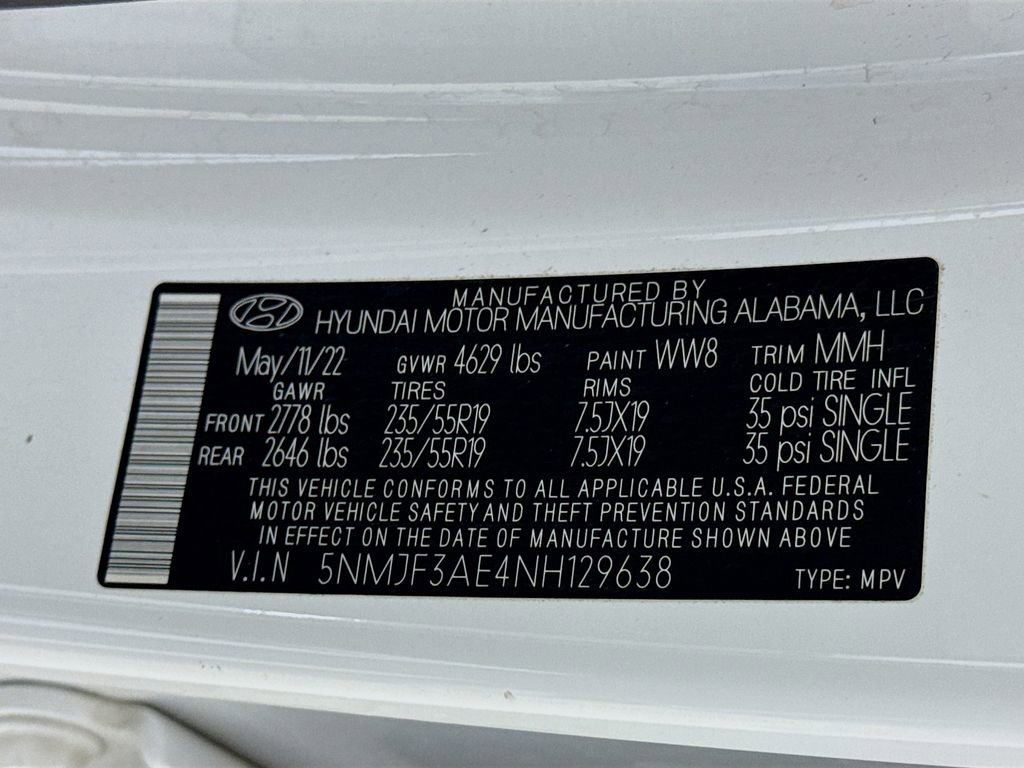 MANUFACTURED BY
HYUNDAI MOTOR MANUFACTURING ALABAMA, LLC
May/11/22 GVWR 4629 lbs PAINT WW8 TRIM MMH
GAWR TIRES RIMS COLD TIRE INFL
FRONT 2778 lbs 235/55R19 7.5JX19 35 psi SINGLE
REAR 2646 lbs 235/55R19 7.5JX19 35 psi SINGLE
THIS VEHICLE CONFORMS TO ALL APPLICABLE U.S.A. FEDERAL
MOTOR VEHICLE SAFETY AND THEFT PREVENTION STANDARDS
IN EFFECT ON THE DATE OF MANUFACTURE SHOWN ABOVE
V.I.N 5NMJF3AE4NH129638 TYPE: MPV